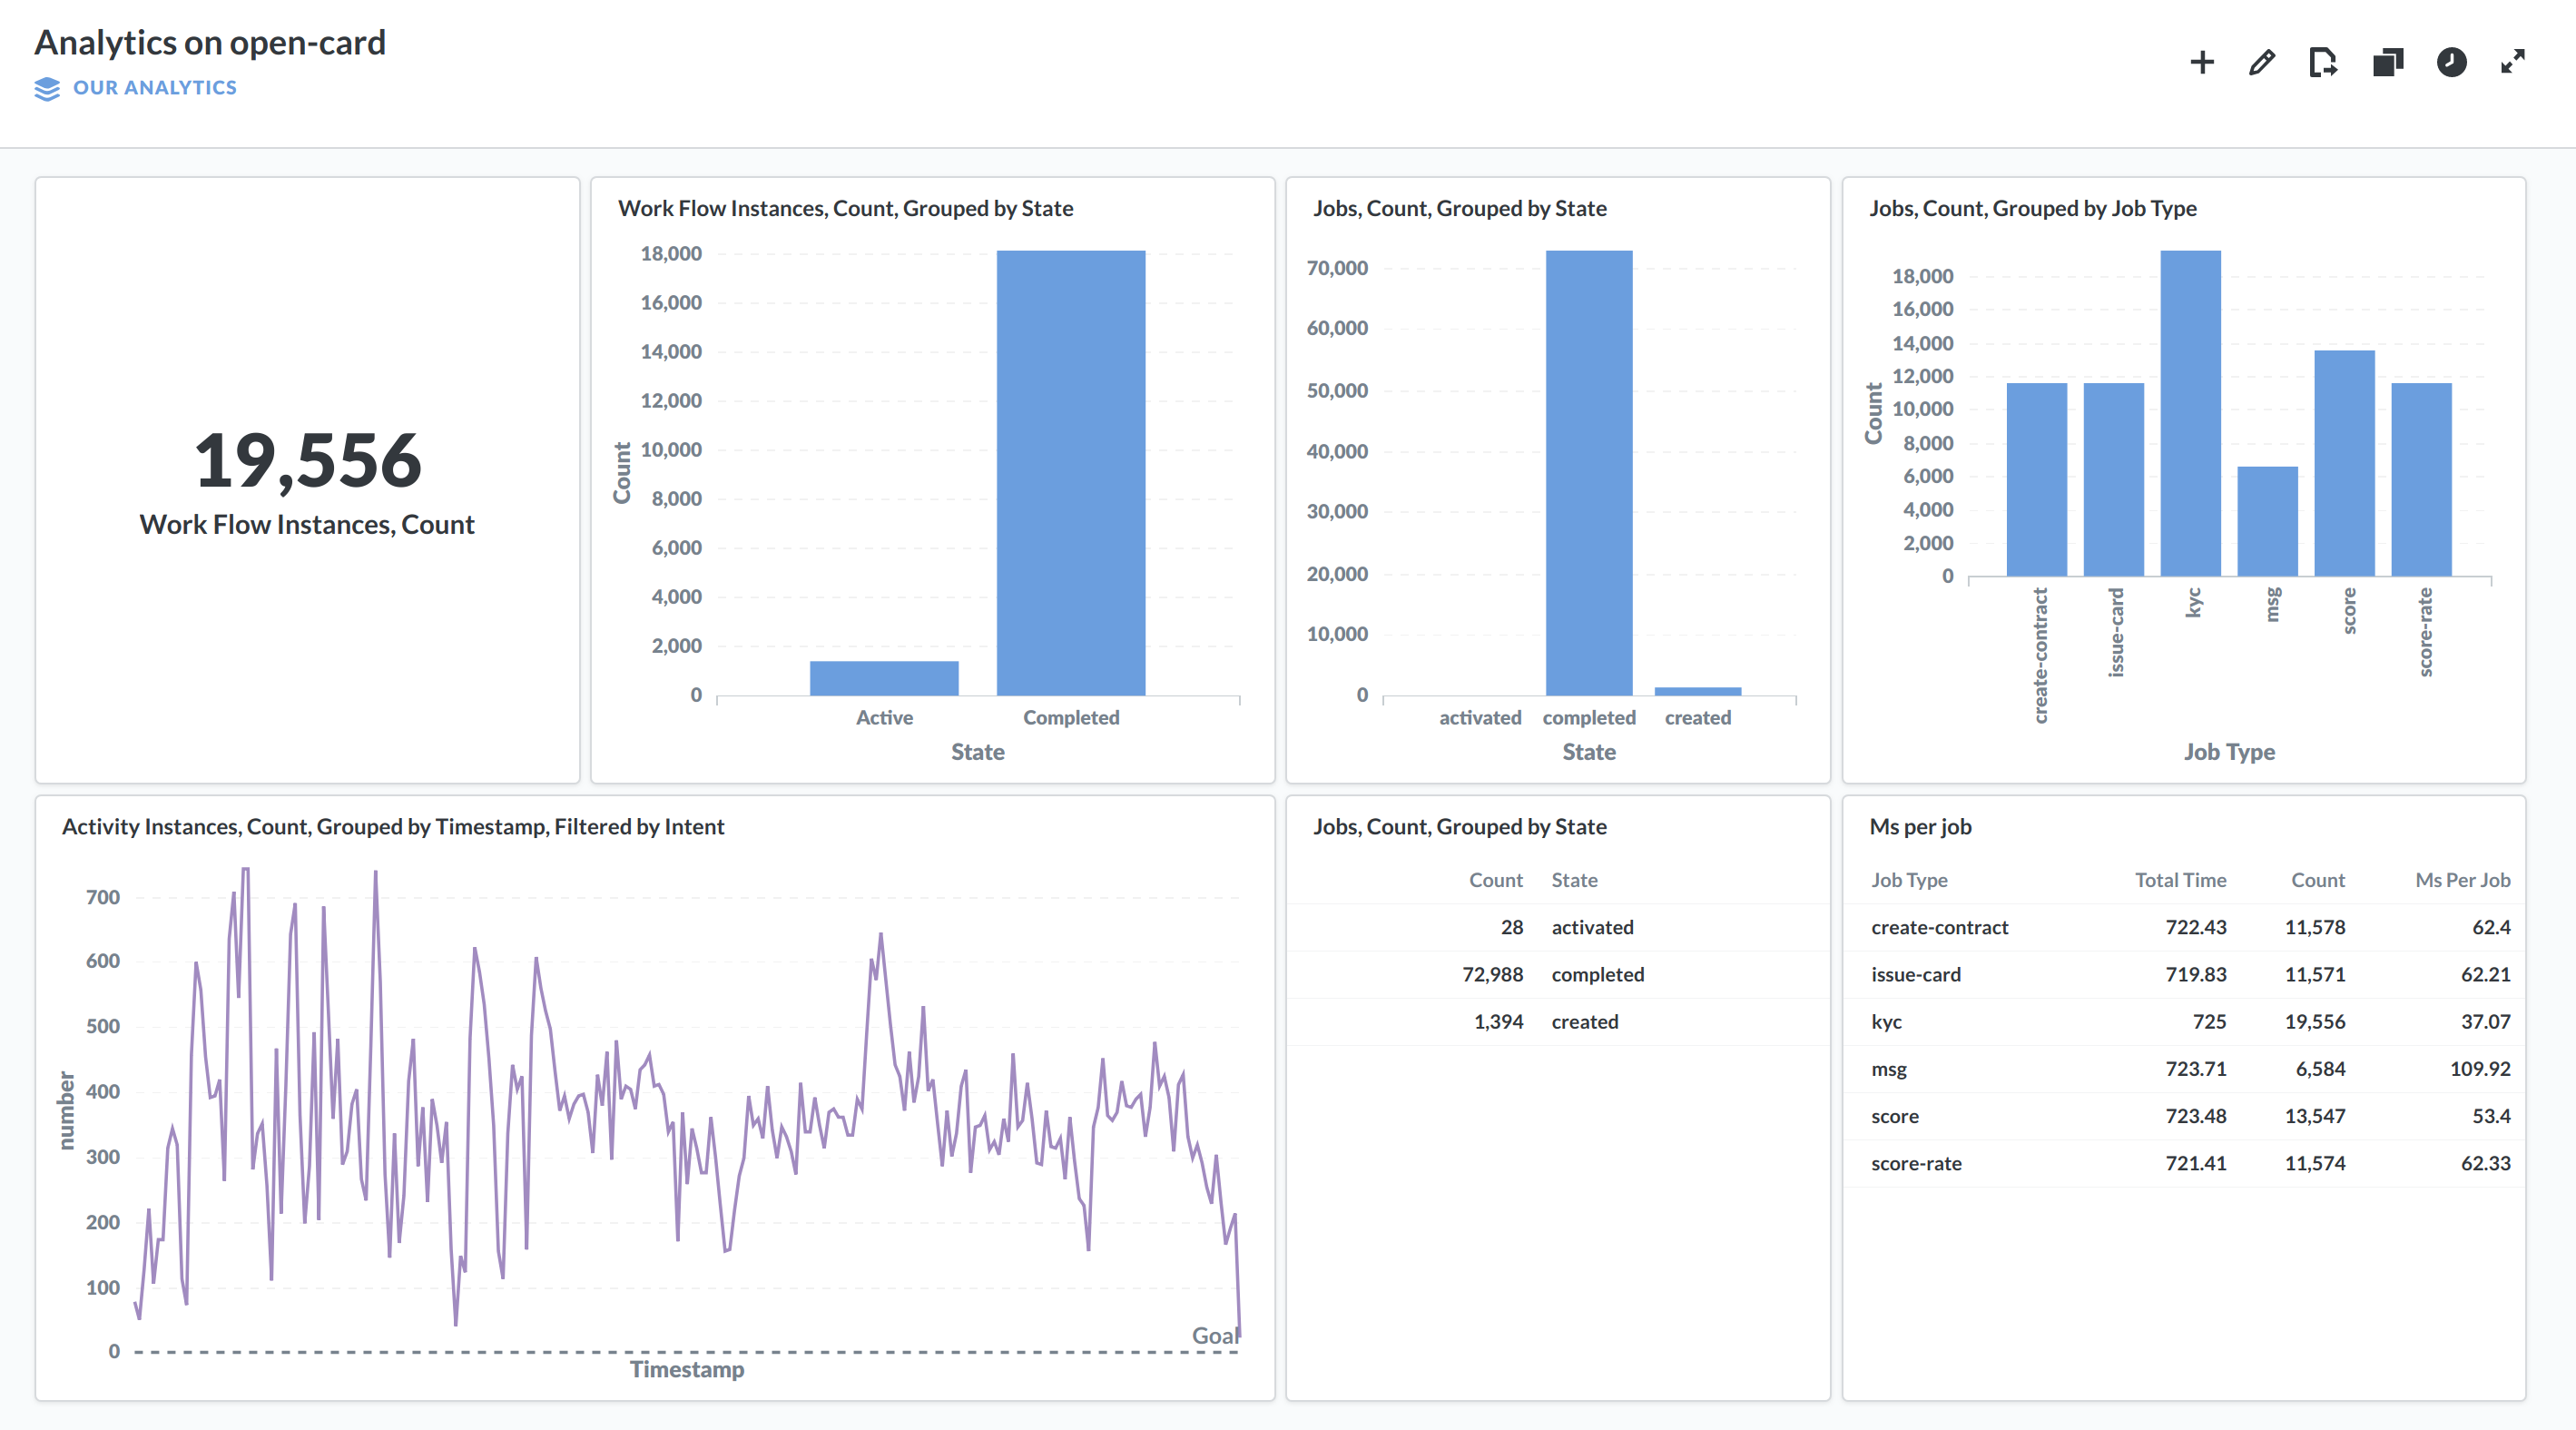 Analytics on open-card
OUR ANALYTICS
19,556
Work Flow Instances, Count
Work Flow Instances, Count, Grouped by State
18,000
16,000
14,000
12,000
10,000
8,000
6,000
4,000
2,000
0
Count
Active Completed
State
Jobs, Count, Grouped by State
70,000
60,000
50,000
40,000
30,000
20,000
10,000
0
activated completed created
State
Jobs, Count, Grouped by Job Type
18,000
16,000
14,000
12,000
10,000
8,000
6,000
4,000
2,000
0
Count
create-contract
issue-card
kyc
msg
score
score-rate
Job Type
Activity Instances, Count, Grouped by Timestamp, Filtered by Intent
700
600
500
400
300
200
100
0
number
Goal
Timestamp
Jobs, Count, Grouped by State
Count State
28 activated
72,988 completed
1,394 created
Ms per job
Job Type Total Time Count Ms Per Job
create-contract 722.43 11,578 62.4
issue-card 719.83 11,571 62.21
kyc 725 19,556 37.07
msg 723.71 6,584 109.92
score 723.48 13,547 53.4
score-rate 721.41 11,574 62.33